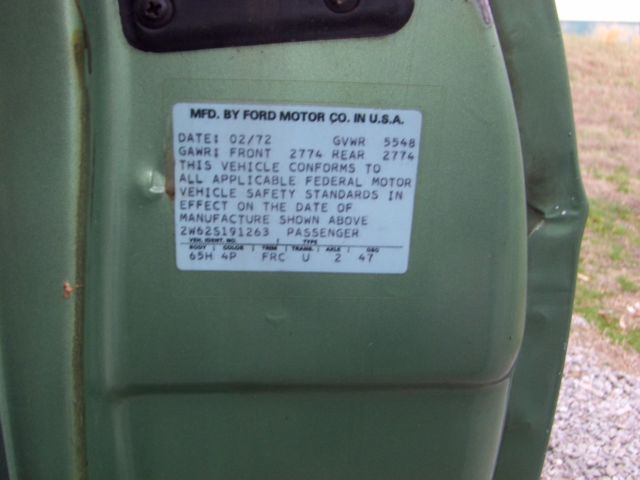 MFD. BY FORD MOTOR CO. IN U.S.A.
DATE: 02/72 GVWR 5548
GAWR: FRONT 2774 REAR 2774
THIS VEHICLE CONFORMS TO
ALL APPLICABLE FEDERAL MOTOR
VEHICLE SAFETY STANDARDS IN
EFFECT ON THE DATE OF
MANUFACTURE SHOWN ABOVE
2W62S191263 PASSENGER
VEH. IDENT. NO. TYPE
BODY COLOR TRIM TRANS. AXLE DSO
65H 4P FRC U 2 47